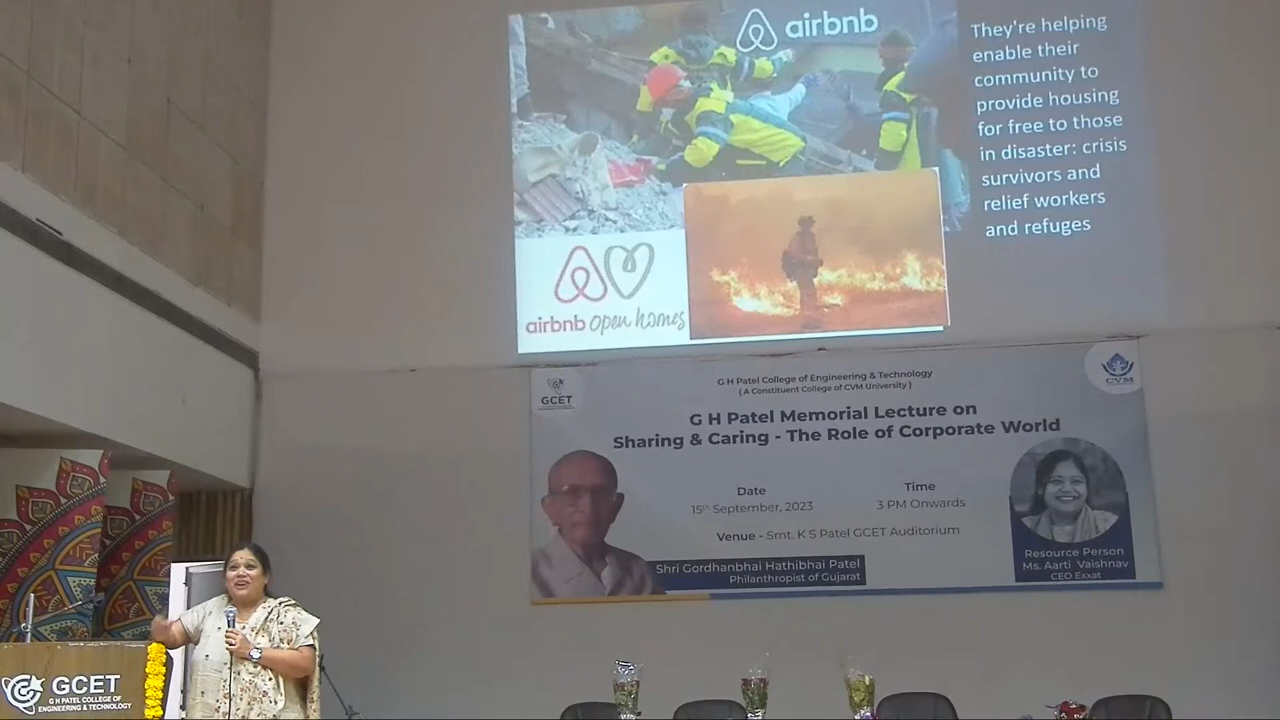 airbnb
They're helping
enable their
community to
provide housing
for free to those
in disaster: crisis
survivors and
relief workers
and refuges
airbnb open homes
GCET
G H Patel College of Engineering & Technology
( A Constituent College of CVM University )
CVM
G H Patel Memorial Lecture on
Sharing & Caring - The Role of Corporate World
Date
15th September, 2023
Time
3 PM Onwards
Venue - Smt. K S Patel GCET Auditorium
Shri Gordhanbhai Hathibhai Patel
Philanthropist of Gujarat
Resource Person
Ms. Aarti Vaishnav
CEO Exxat
GCET
G H PATEL COLLEGE OF
ENGINEERING & TECHNOLOGY